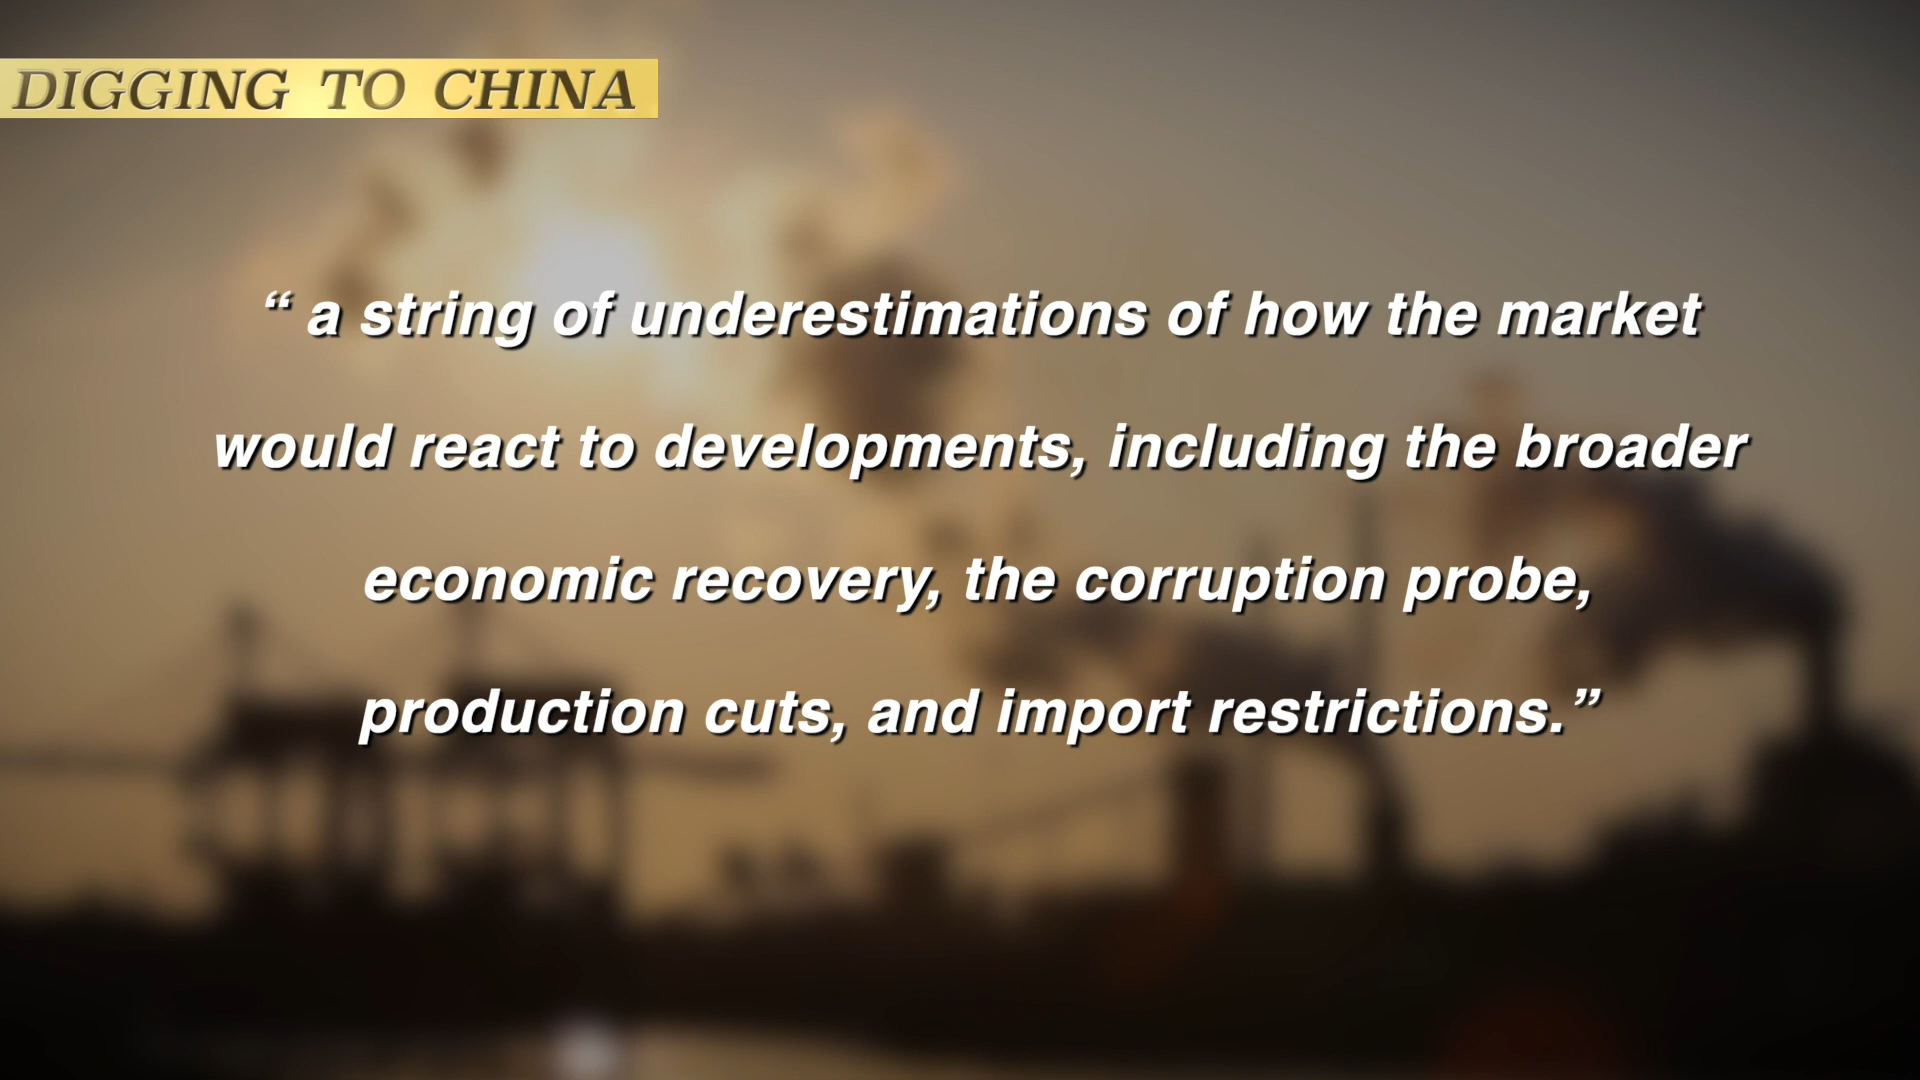 DIGGING TO CHINA
“ a string of underestimations of how the market
would react to developments, including the broader
economic recovery, the corruption probe,
production cuts, and import restrictions.”